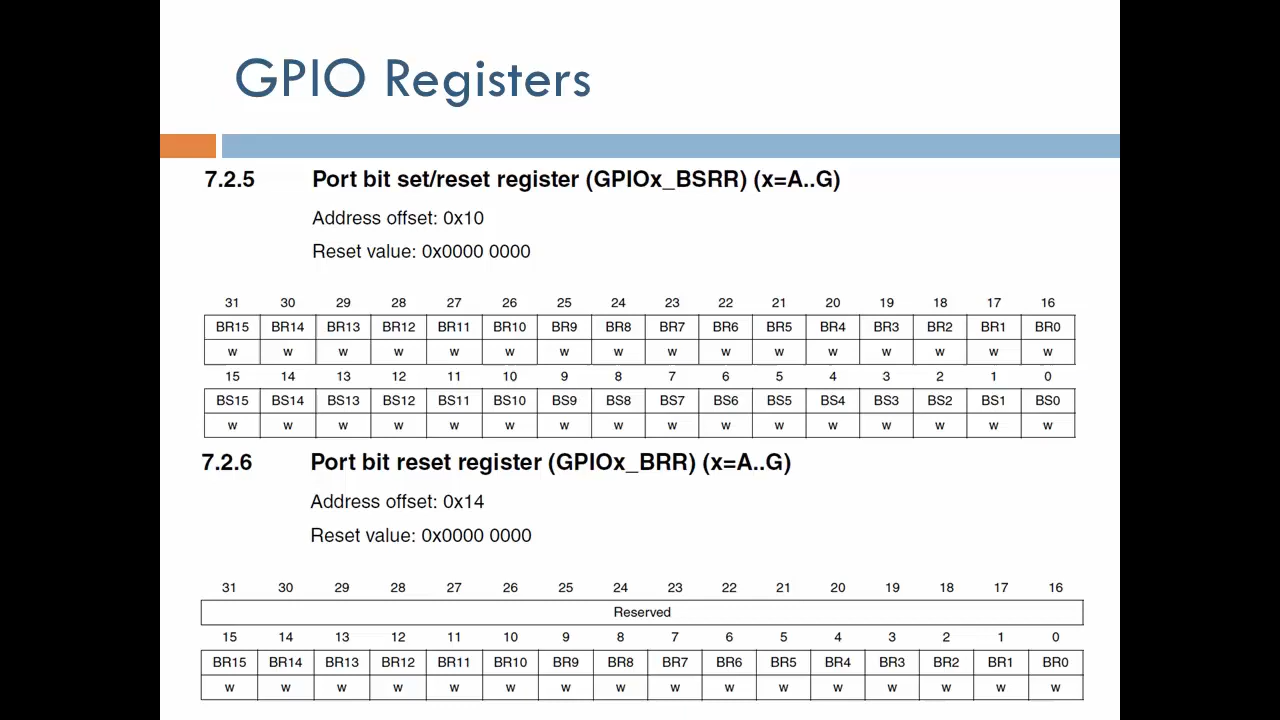 GPIO Registers
7.2.5 Port bit set/reset register (GPIOx_BSRR) (x=A..G)
Address offset: 0x10
Reset value: 0x0000 0000
31 30 29 28 27 26 25 24 23 22 21 20 19 18 17 16
BR15 BR14 BR13 BR12 BR11 BR10 BR9 BR8 BR7 BR6 BR5 BR4 BR3 BR2 BR1 BR0
w w w w w w w w w w w w w w w w
15 14 13 12 11 10 9 8 7 6 5 4 3 2 1 0
BS15 BS14 BS13 BS12 BS11 BS10 BS9 BS8 BS7 BS6 BS5 BS4 BS3 BS2 BS1 BS0
w w w w w w w w w w w w w w w w
7.2.6 Port bit reset register (GPIOx_BRR) (x=A..G)
Address offset: 0x14
Reset value: 0x0000 0000
31 30 29 28 27 26 25 24 23 22 21 20 19 18 17 16
Reserved
15 14 13 12 11 10 9 8 7 6 5 4 3 2 1 0
BR15 BR14 BR13 BR12 BR11 BR10 BR9 BR8 BR7 BR6 BR5 BR4 BR3 BR2 BR1 BR0
w w w w w w w w w w w w w w w w